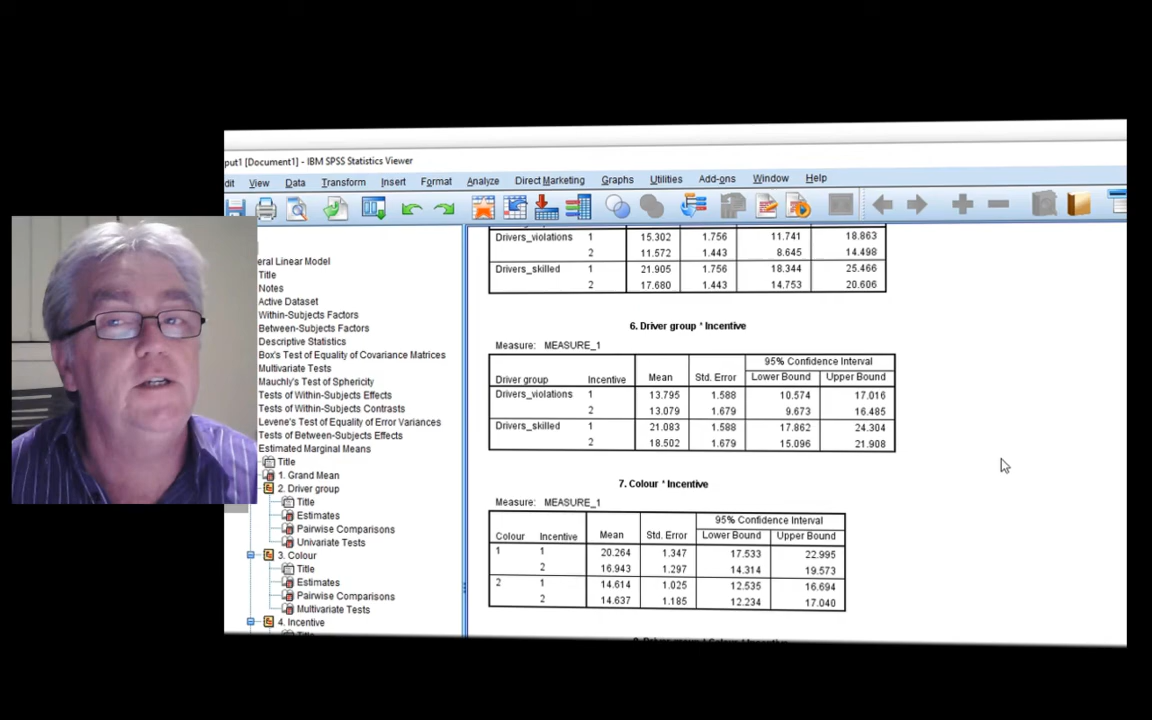 put1 [Document1] - IBM SPSS Statistics Viewer
dit View Data Transform Insert Format Analyze Direct Marketing Graphs Utilities Add-ons Window Help
eral Linear Model
Title
Notes
Active Dataset
Within-Subjects Factors
Between-Subjects Factors
Descriptive Statistics
Box's Test of Equality of Covariance Matrices
Multivariate Tests
Mauchly's Test of Sphericity
Tests of Within-Subjects Effects
Tests of Within-Subjects Contrasts
Levene's Test of Equality of Error Variances
Tests of Between-Subjects Effects
Estimated Marginal Means
Title
1. Grand Mean
2. Driver group
Title
Estimates
Pairwise Comparisons
Univariate Tests
3. Colour
Title
Estimates
Pairwise Comparisons
Multivariate Tests
4. Incentive
Drivers_violations 1 15.302 1.756 11.741 18.863
2 11.572 1.443 8.645 14.498
Drivers_skilled 1 21.905 1.756 18.344 25.466
2 17.680 1.443 14.753 20.606
6. Driver group * Incentive
Measure: MEASURE_1
95% Confidence Interval
Driver group Incentive Mean Std. Error Lower Bound Upper Bound
Drivers_violations 1 13.795 1.588 10.574 17.016
2 13.079 1.679 9.673 16.485
Drivers_skilled 1 21.083 1.588 17.862 24.304
2 18.502 1.679 15.096 21.908
7. Colour * Incentive
Measure: MEASURE_1
95% Confidence Interval
Colour Incentive Mean Std. Error Lower Bound Upper Bound
1 1 20.264 1.347 17.533 22.995
2 16.943 1.297 14.314 19.573
2 1 14.614 1.025 12.535 16.694
2 14.637 1.185 12.234 17.040